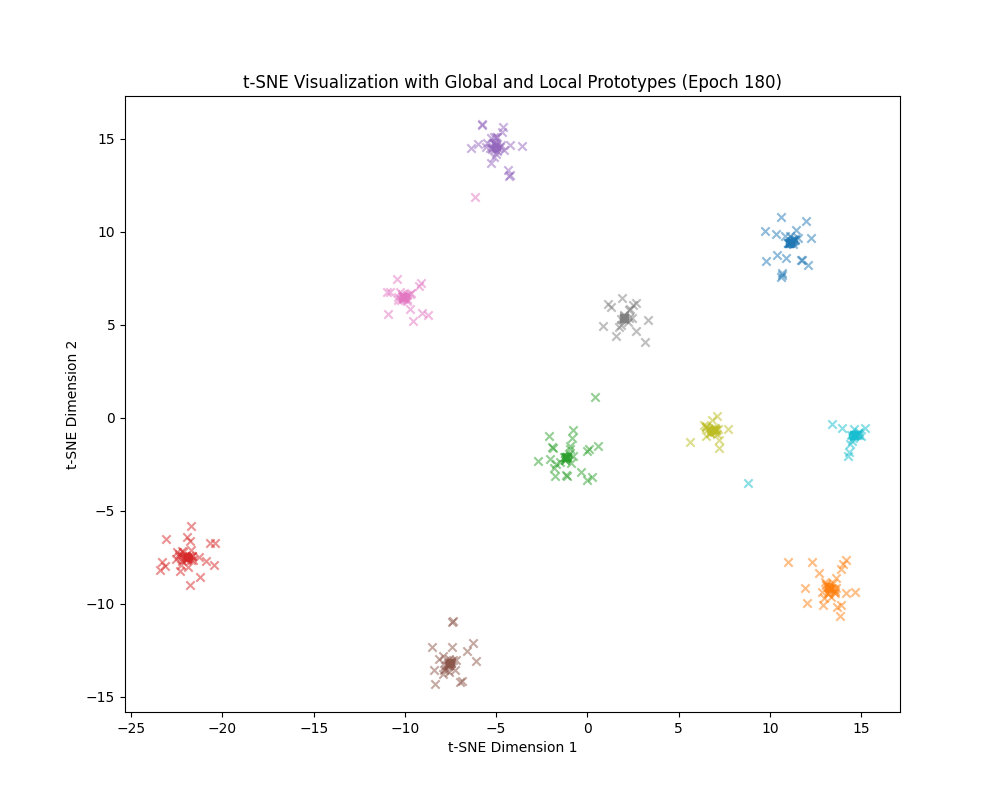 t-SNE Visualization with Global and Local Prototypes (Epoch 180)
15
10
5
0
−5
−10
−15
t-SNE Dimension 2
−25 −20 −15 −10 −5 0 5 10 15
t-SNE Dimension 1